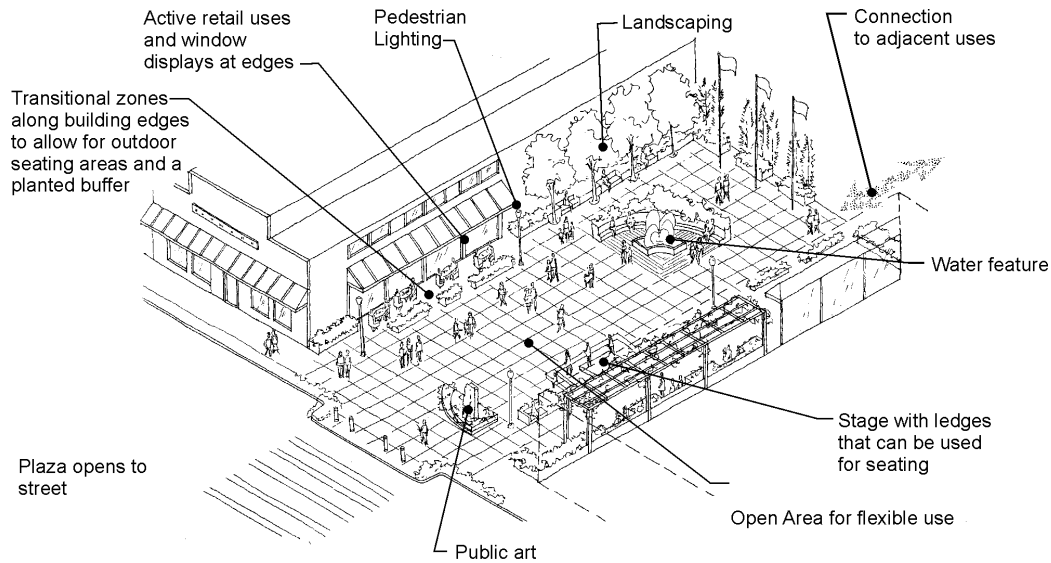 Active retail uses
and window
displays at edges
Pedestrian
Lighting
Landscaping
Connection
to adjacent uses
Transitional zones
along building edges
to allow for outdoor
seating areas and a
planted buffer
Water feature
Stage with ledges
that can be used
for seating
Plaza opens to
street
Open Area for flexible use
Public art